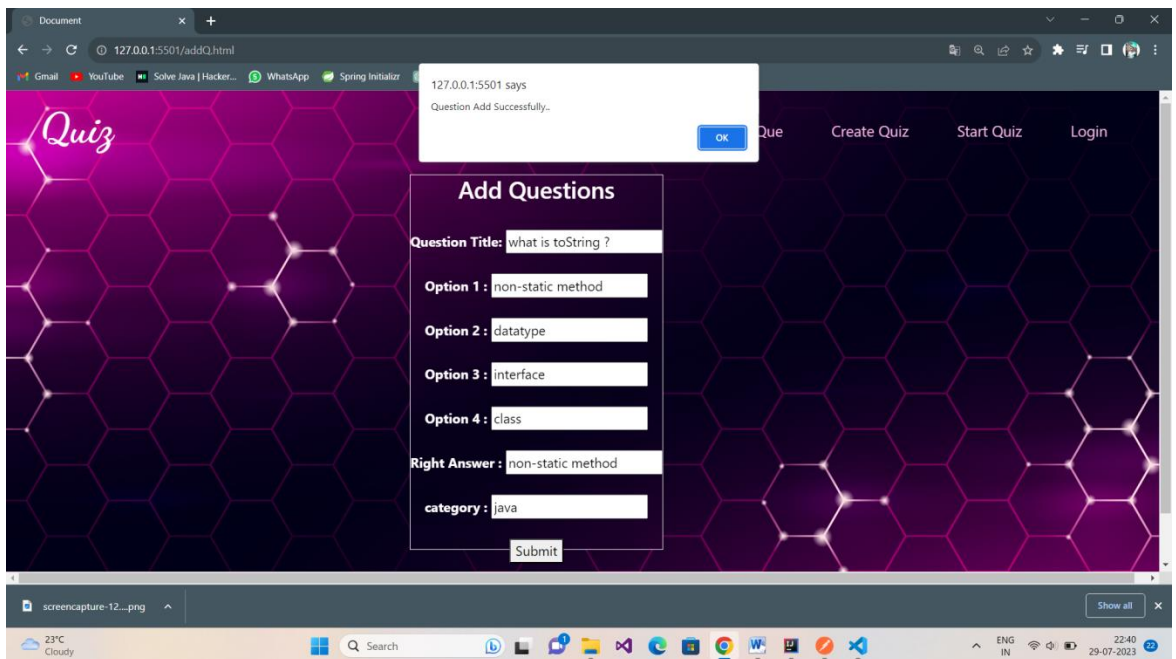 Document
127.0.0.1:5501/addQ.html
Gmail YouTube Solve Java | Hacker... WhatsApp Spring Initializr
127.0.0.1:5501 says
Question Add Successfully..
OK
Quiz
Que Create Quiz Start Quiz Login
Add Questions
Question Title: what is toString ?
Option 1 : non-static method
Option 2 : datatype
Option 3 : interface
Option 4 : class
Right Answer : non-static method
category : java
Submit
screencapture-12....png
Show all
23°C
Cloudy
Search
ENG
IN
22:40
29-07-2023
22